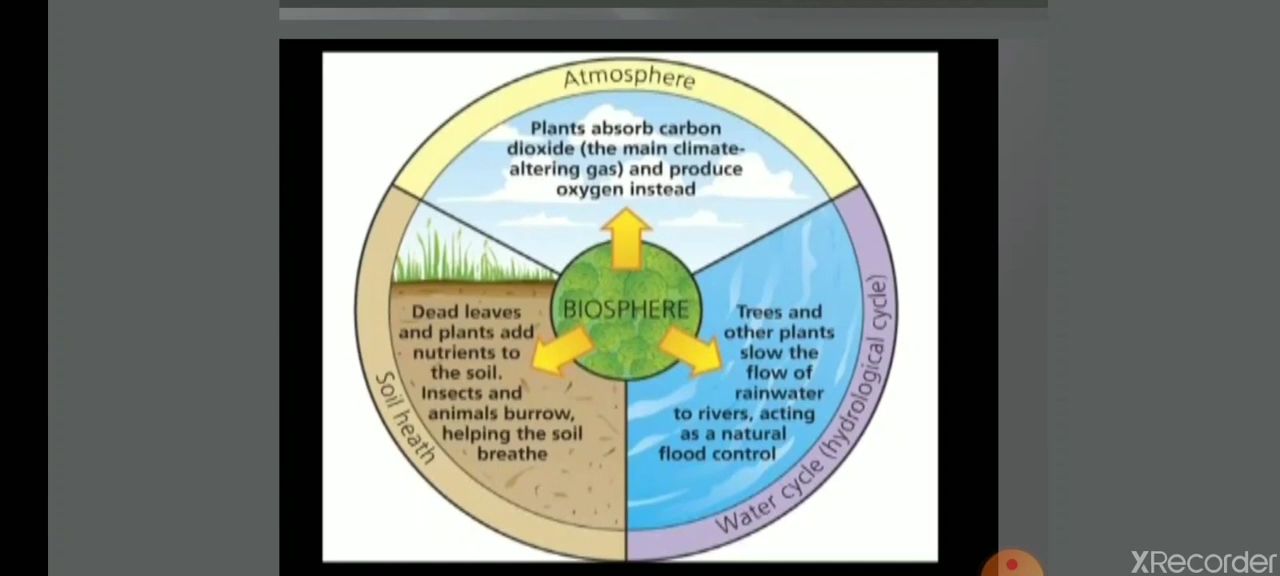 Atmosphere
Plants absorb carbon
dioxide (the main climate-
altering gas) and produce
oxygen instead
BIOSPHERE
Dead leaves
and plants add
nutrients to
the soil.
Insects and
animals burrow,
helping the soil
breathe
Soil heath
Trees and
other plants
slow the
flow of
rainwater
to rivers, acting
as a natural
flood control
Water cycle (hydrological cycle)
XRecorder